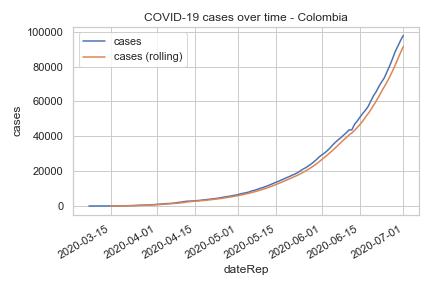 COVID-19 cases over time - Colombia
cases
cases (rolling)
100000
80000
60000
40000
20000
0
cases
2020-03-15
2020-04-01
2020-04-15
2020-05-01
2020-05-15
2020-06-01
2020-06-15
2020-07-01
dateRep